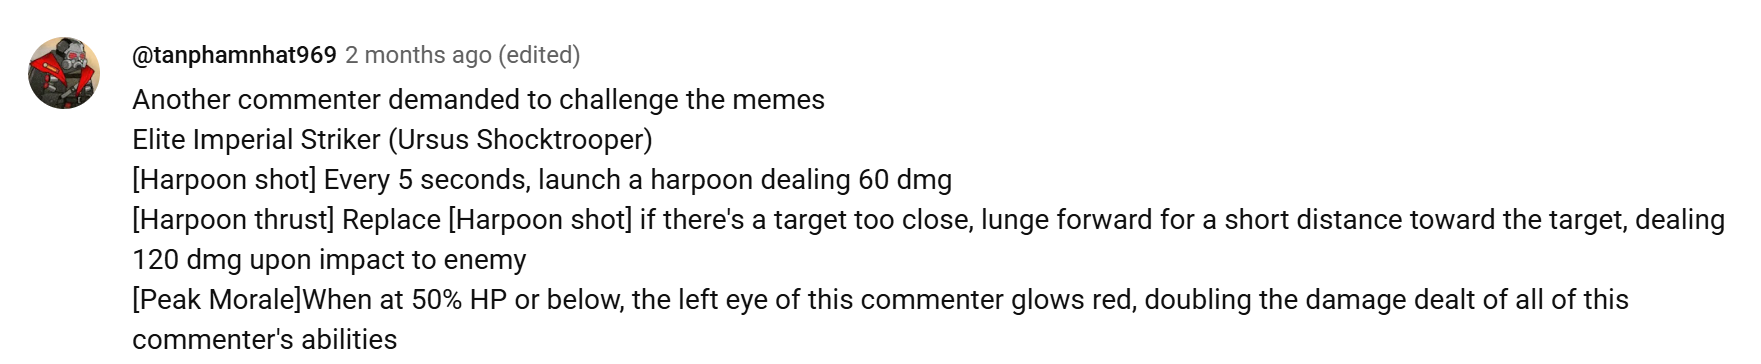 @tanphamnhat969 2 months ago (edited)
Another commenter demanded to challenge the memes
Elite Imperial Striker (Ursus Shocktrooper)
[Harpoon shot] Every 5 seconds, launch a harpoon dealing 60 dmg
[Harpoon thrust] Replace [Harpoon shot] if there's a target too close, lunge forward for a short distance toward the target, dealing
120 dmg upon impact to enemy
[Peak Morale]When at 50% HP or below, the left eye of this commenter glows red, doubling the damage dealt of all of this
commenter's abilities